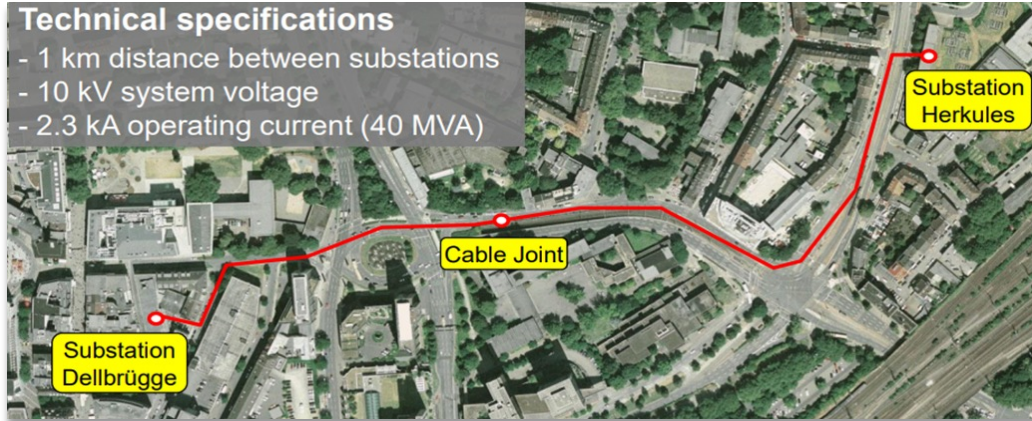 Technical specifications
- 1 km distance between substations
- 10 kV system voltage
- 2.3 kA operating current (40 MVA)
Substation
Herkules
Cable Joint
Substation
Dellbrügge